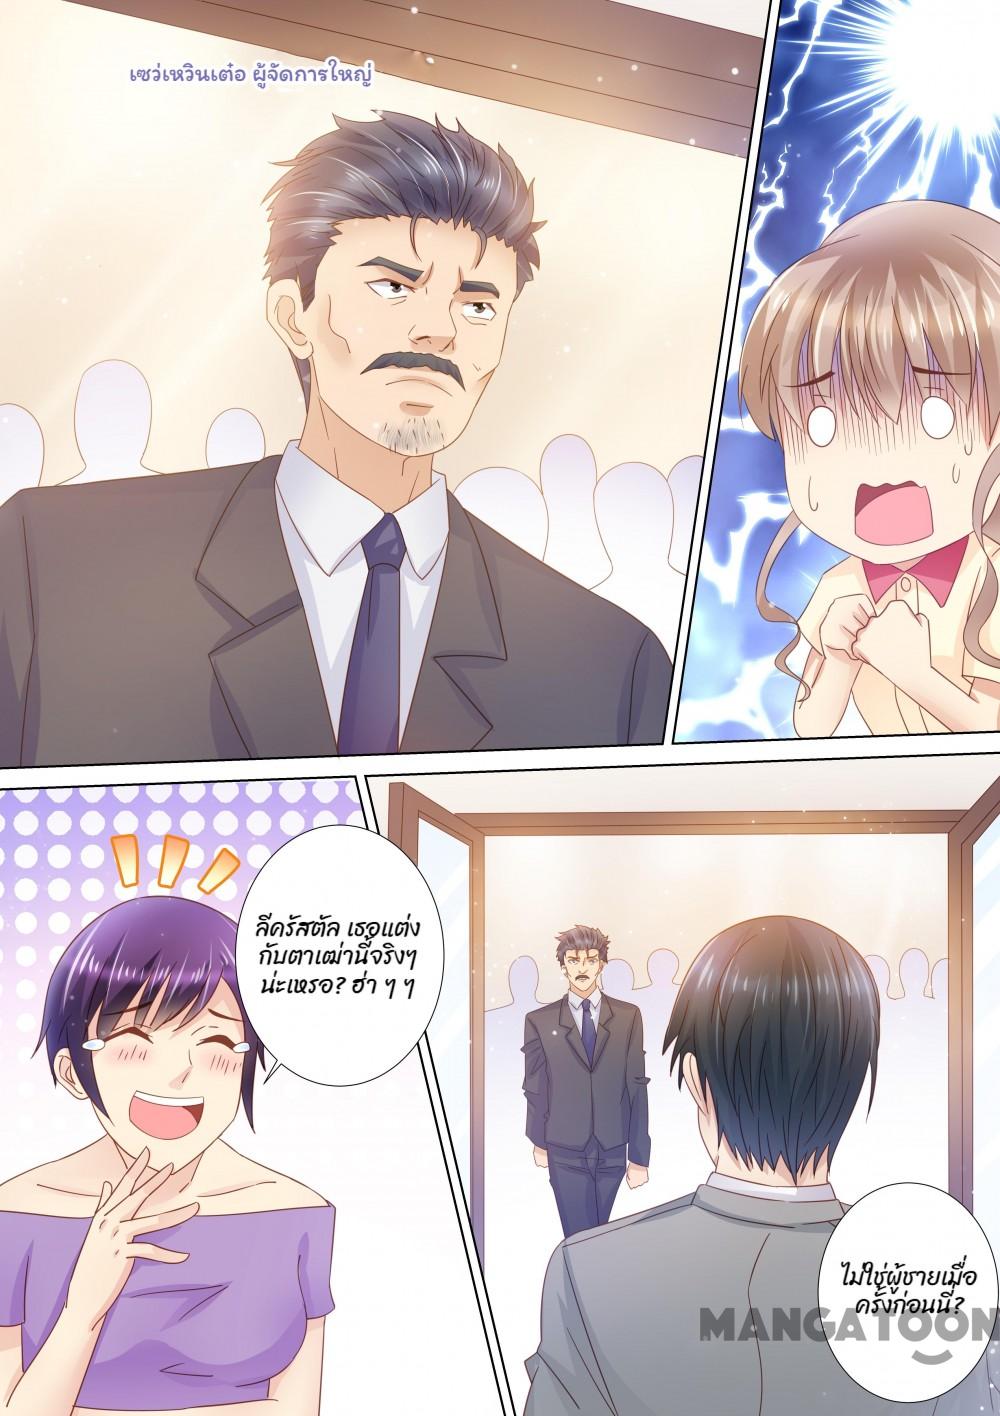 เซว่เหวินเต๋อ ผู้จัดการใหญ่
ลีครัสตัล เธอแต่ง
กับตาเฒ่านี้จริงๆ
น่ะเหรอ? ฮ่า ๆ ๆ
ไม่ใช่ผู้ชายเมื่อ
ครั้งก่อนนี่?
MANGATOON